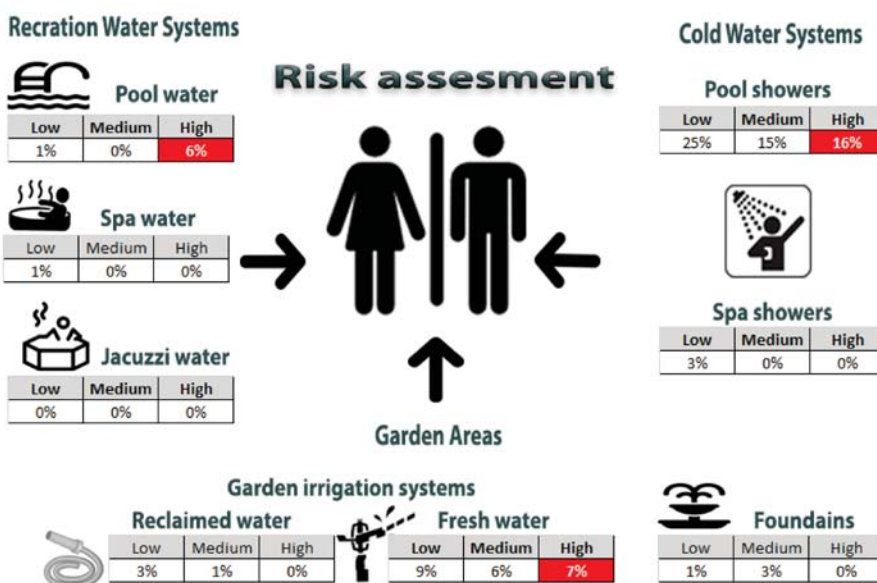 Recration Water Systems
Pool water
Low Medium High
1% 0% 6%
Spa water
Low Medium High
1% 0% 0%
Jacuzzi water
Low Medium High
0% 0% 0%
Risk assesment
Cold Water Systems
Pool showers
Low Medium High
25% 15% 16%
Spa showers
Low Medium High
3% 0% 0%
Garden Areas
Garden irrigation systems
Reclaimed water
Low Medium High
3% 1% 0%
Fresh water
Low Medium High
9% 6% 7%
Foundains
Low Medium High
1% 3% 0%